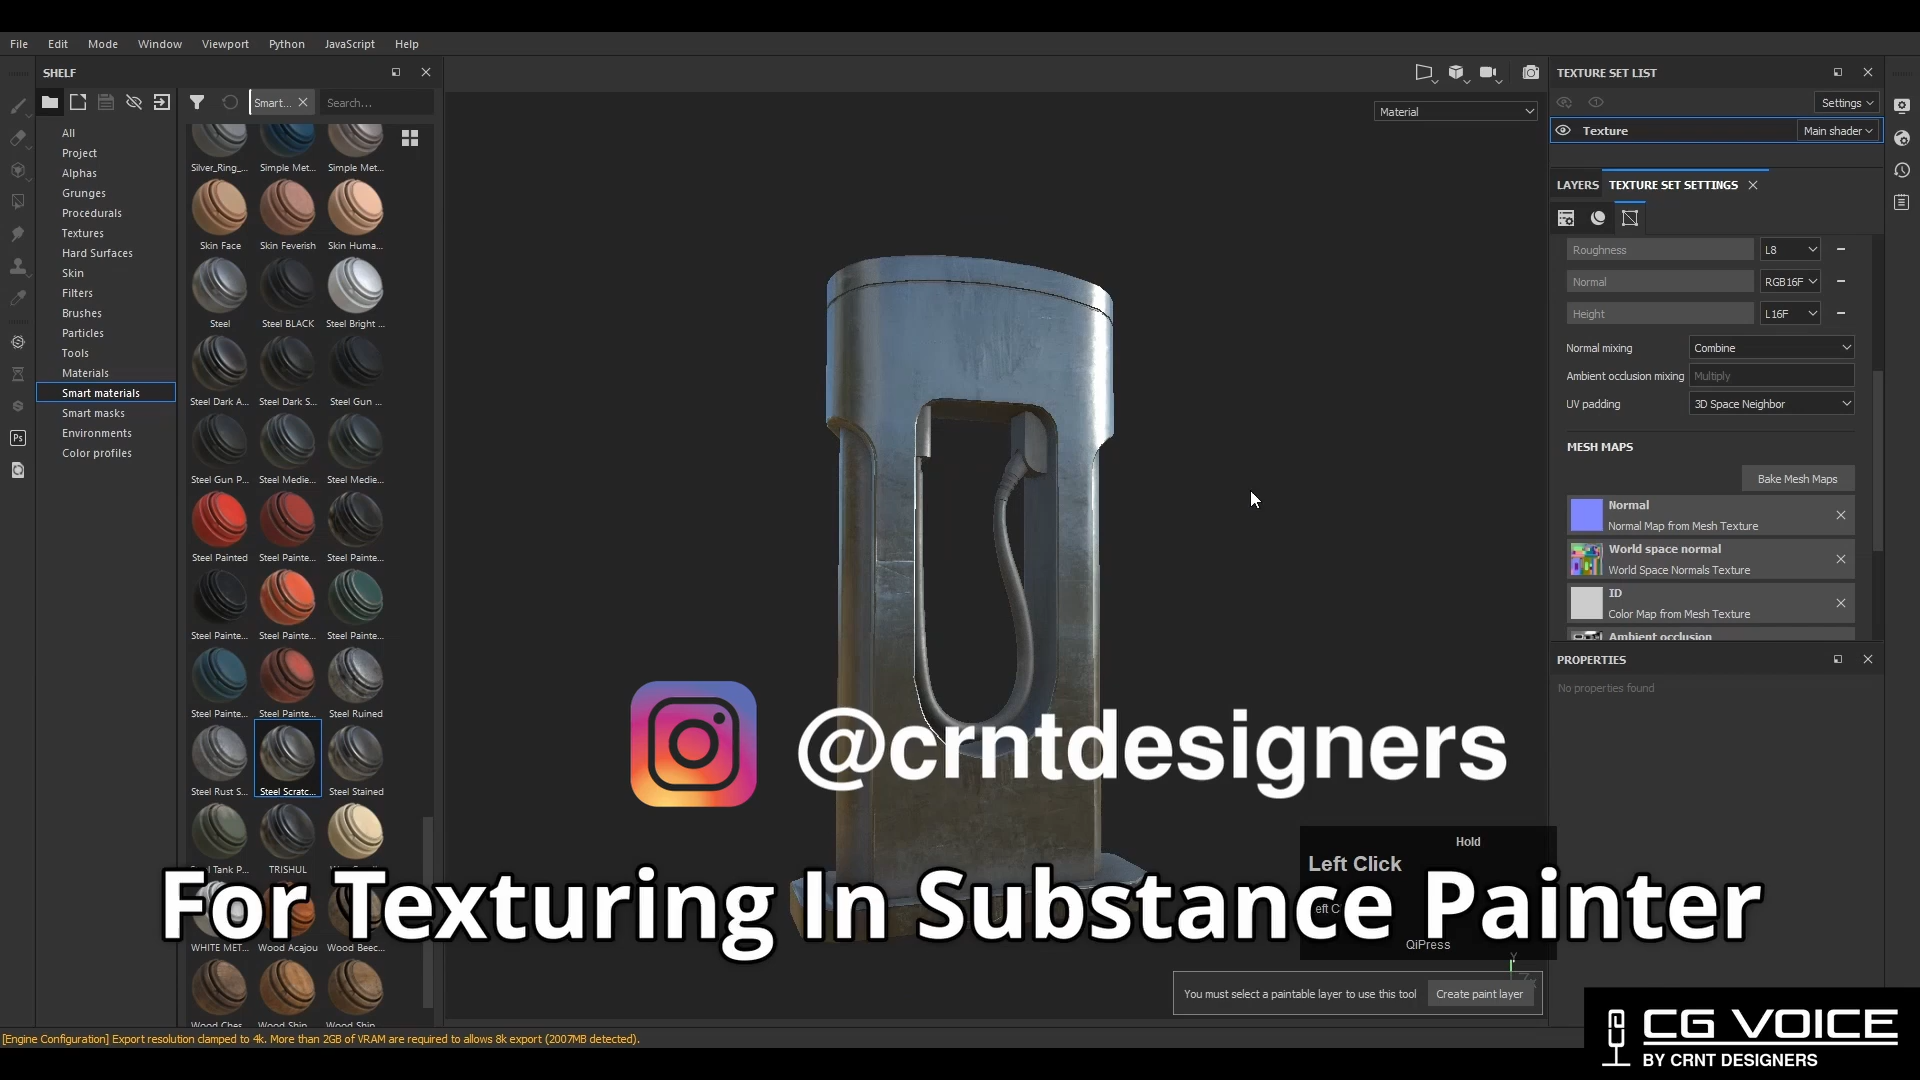 File Edit Mode Window Viewport Python JavaScript Help
SHELF
Smart...
Search...
All
Project
Alphas
Grunges
Procedurals
Textures
Hard Surfaces
Skin
Filters
Brushes
Particles
Tools
Materials
Smart materials
Smart masks
Environments
Color profiles
Silver_Ring_... Simple Met... Simple Met...
Skin Face Skin Feverish Skin Huma...
Steel Steel BLACK Steel Bright ...
Steel Dark A... Steel Dark S... Steel Gun ...
Steel Gun P... Steel Medie... Steel Medie...
Steel Painted Steel Painte... Steel Painte...
Steel Painte... Steel Painte... Steel Painte...
Steel Painte... Steel Painte... Steel Ruined
Steel Rust S... Steel Scratc... Steel Stained
Tank P... TRISHUL
WHITE MET... Wood Acajou Wood Beec...
Wood Ches Wood Ship Wood Ship
Ps
Material
TEXTURE SET LIST
Settings
Texture Main shader
LAYERS TEXTURE SET SETTINGS
Roughness L8
Normal RGB16F
Height L16F
Normal mixing Combine
Ambient occlusion mixing Multiply
UV padding 3D Space Neighbor
MESH MAPS
Bake Mesh Maps
Normal
Normal Map from Mesh Texture
World space normal
World Space Normals Texture
ID
Color Map from Mesh Texture
Ambient occlusion
PROPERTIES
No properties found
@crntdesigners
Hold
Left Click
eft C
For Texturing In Substance Painter
QiPress
Y
You must select a paintable layer to use this tool Create paint layer
[Engine Configuration] Export resolution clamped to 4k. More than 2GB of VRAM are required to allows 8k export (2007MB detected).
CG VOICE
BY CRNT DESIGNERS